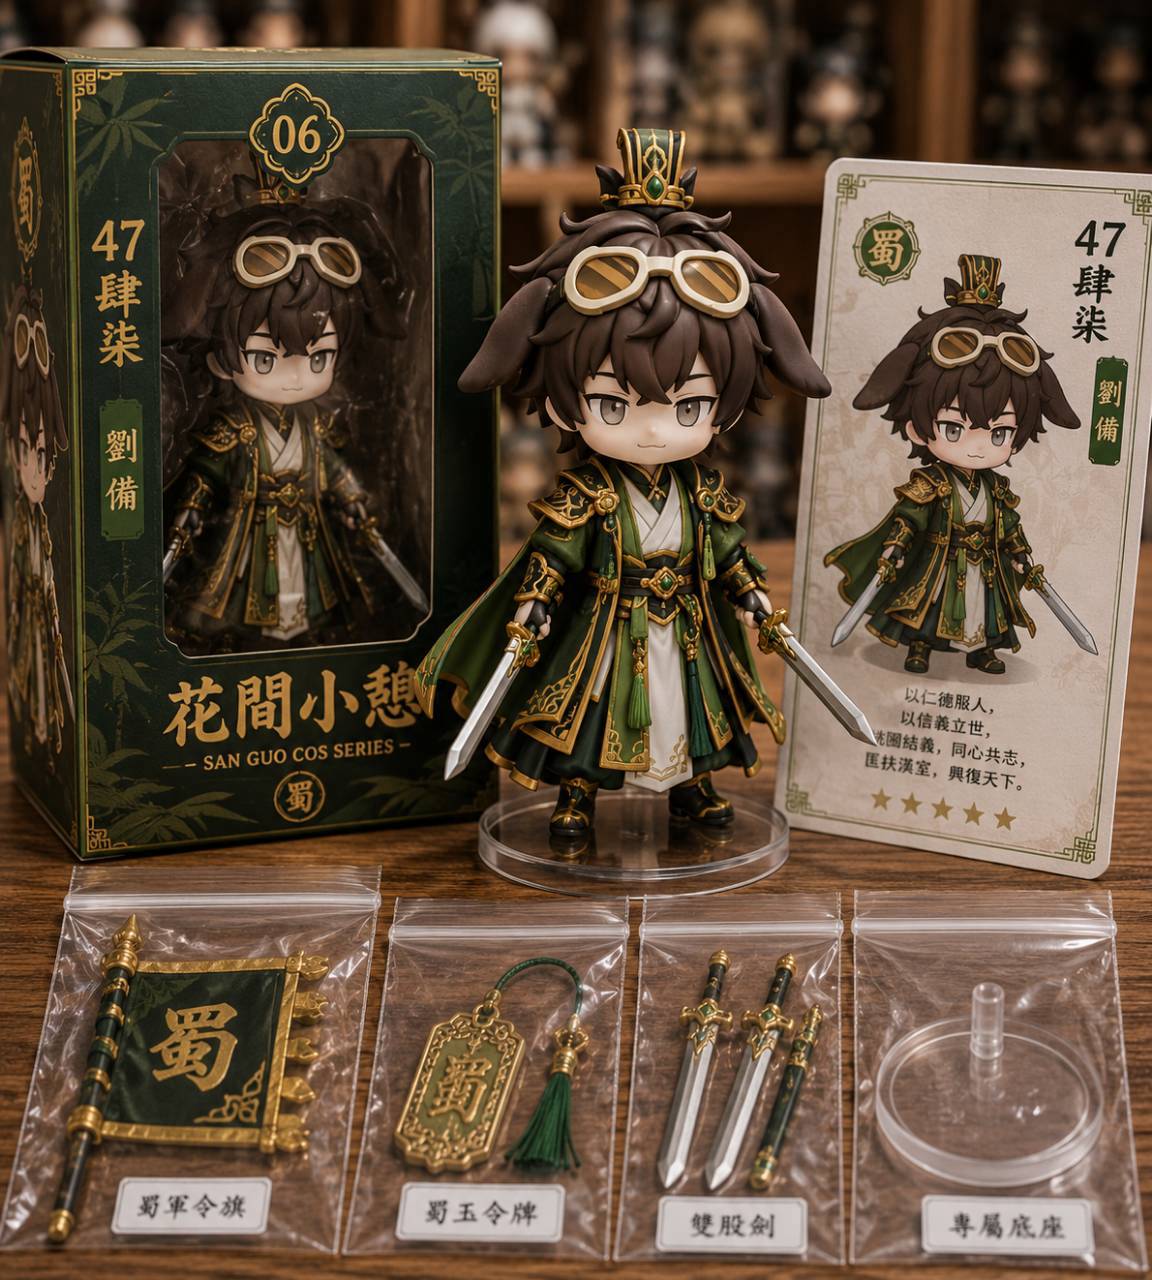 06
蜀
47
肆柒
劉備
花間小憩
SAN GUO COS SERIES
蜀
蜀
47
肆柒
劉備
以仁德服人，
以信義立世，
結義，同心共志，
匡扶漢室，興復天下。
蜀
蜀軍令旗
蜀
蜀玉令牌
雙股劍
專屬底座